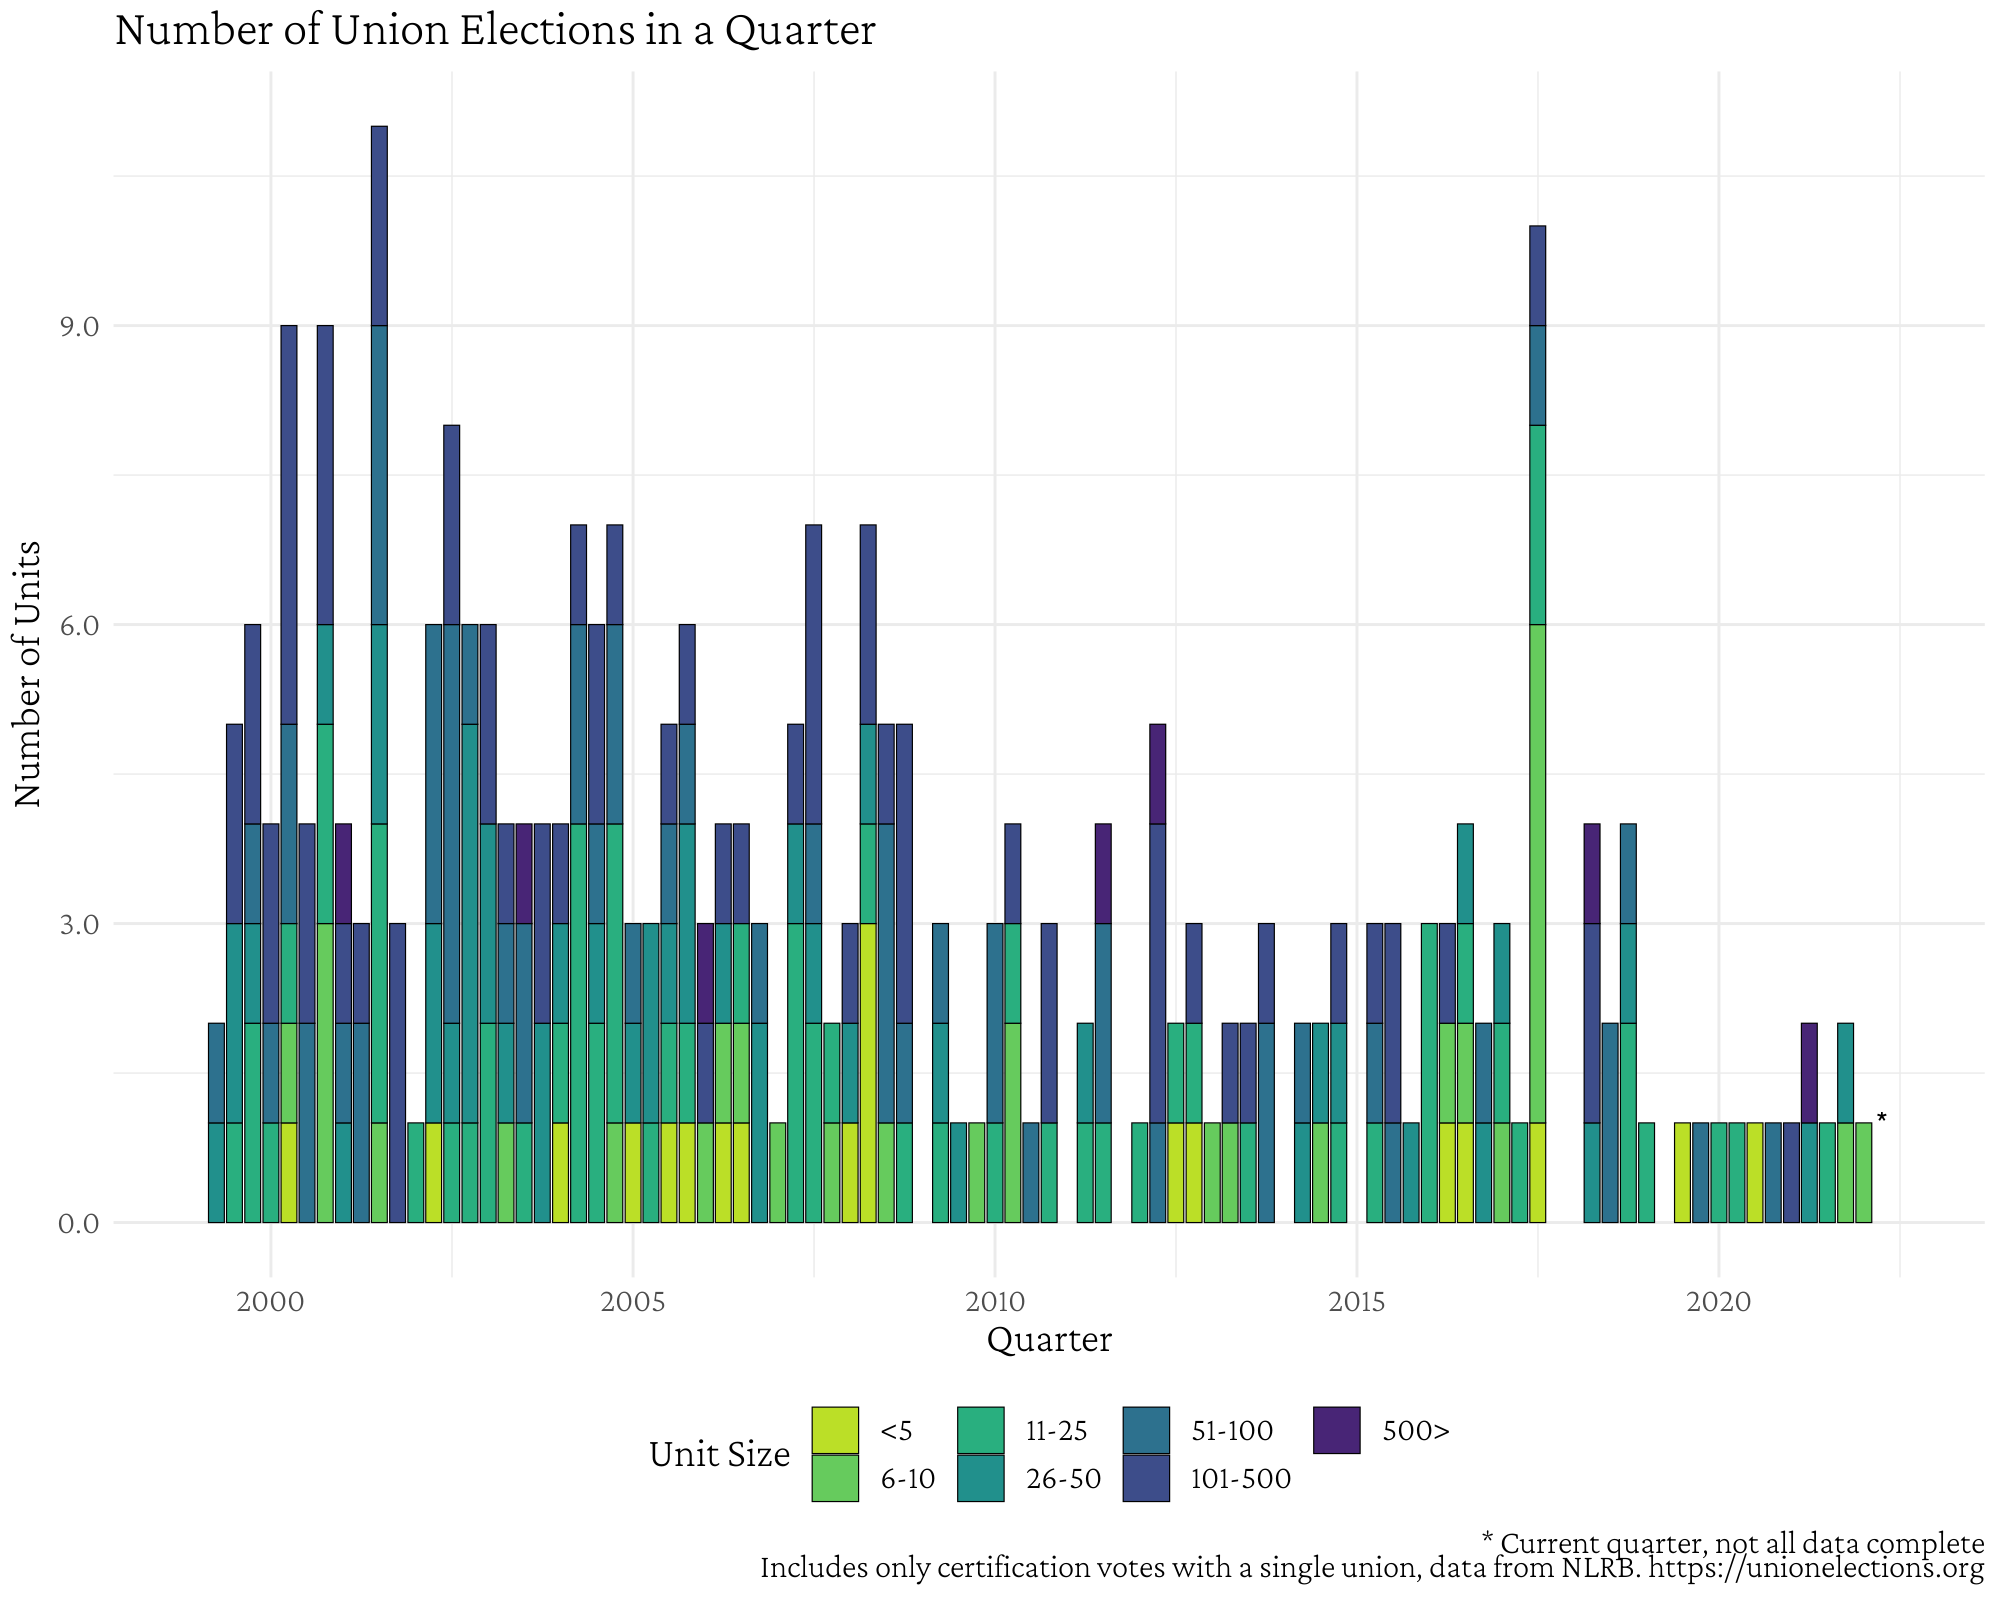 Number of Union Elections in a Quarter
Number of Units
9.0
6.0
3.0
0.0
*
2000 2005 2010 2015 2020
Quarter
Unit Size
<5 11-25 51-100 500>
6-10 26-50 101-500
* Current quarter, not all data complete
Includes only certification votes with a single union, data from NLRB. https://unionelections.org